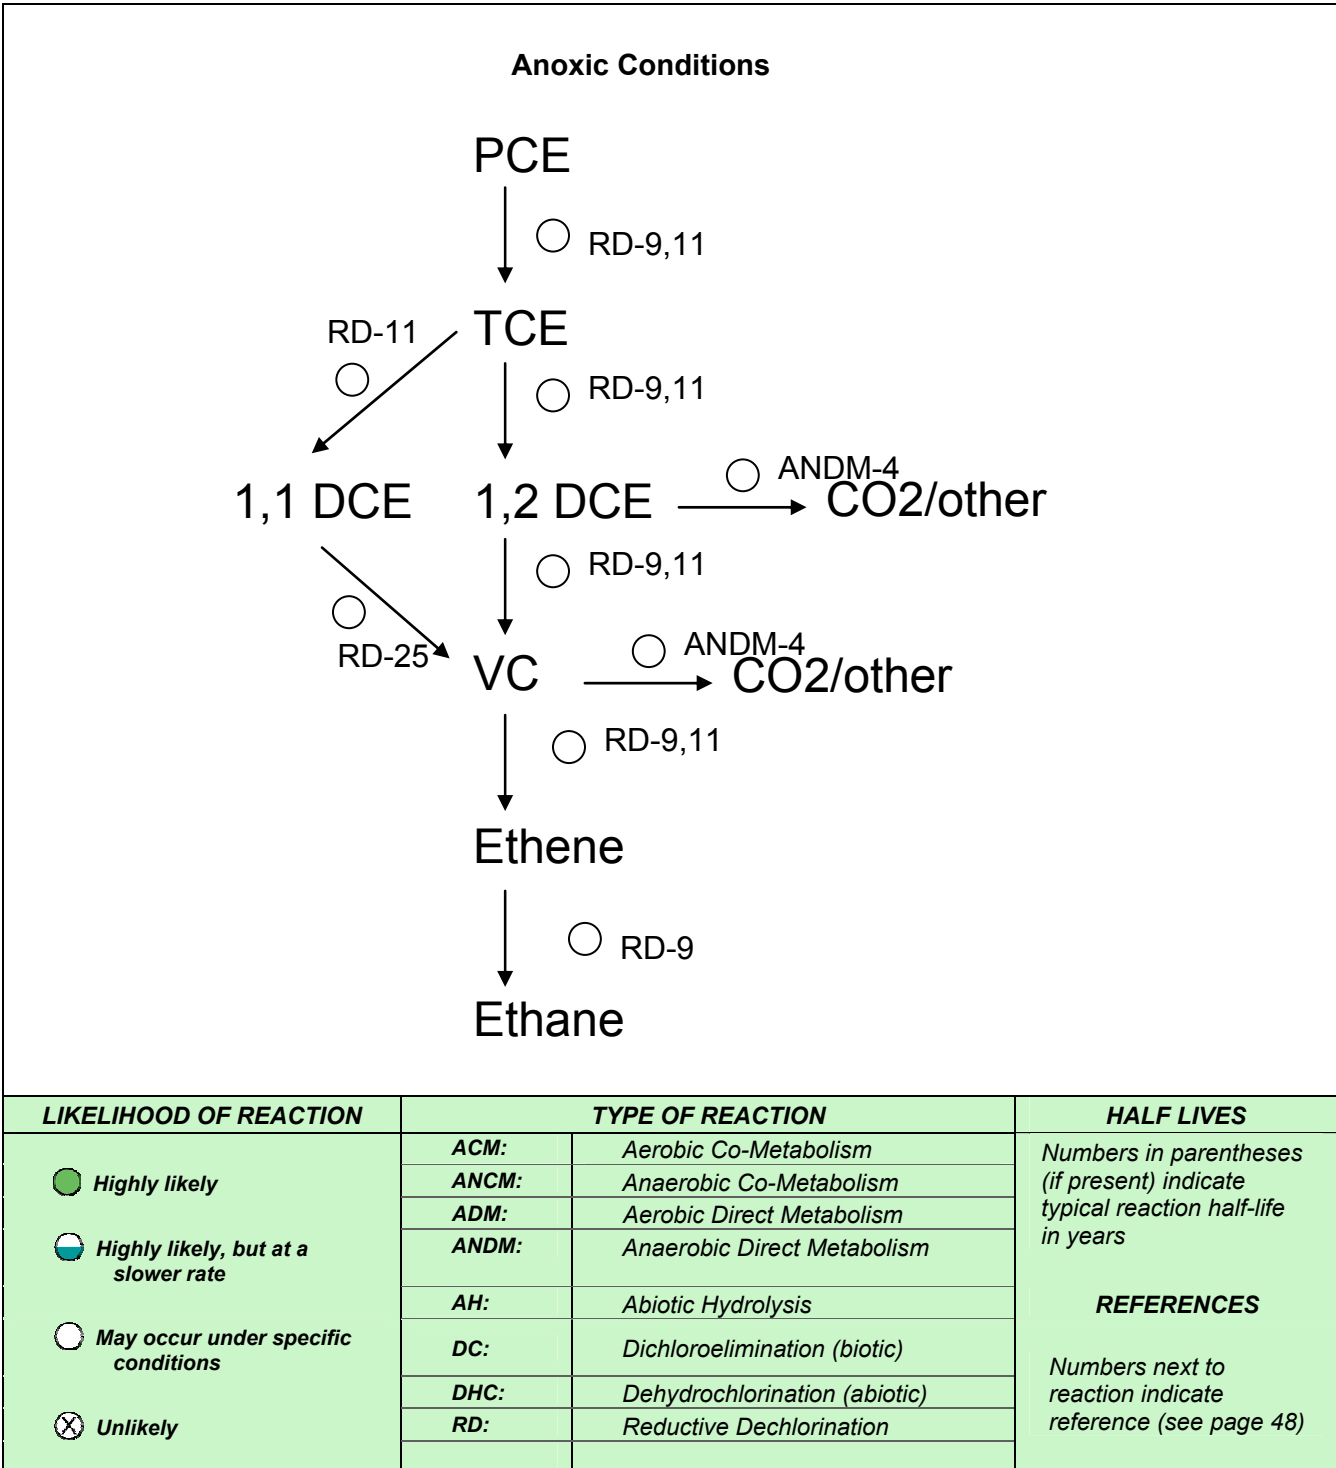 Anoxic Conditions
PCE
RD-9,11
RD-11
TCE
RD-9,11
ANDM-4
1,1 DCE
1,2 DCE
CO2/other
RD-9,11
RD-25
VC
ANDM-4
CO2/other
RD-9,11
Ethene
RD-9
Ethane
LIKELIHOOD OF REACTION
Highly likely
Highly likely, but at a
slower rate
May occur under specific
conditions
Unlikely
TYPE OF REACTION
ACM: Aerobic Co-Metabolism
ANCM: Anaerobic Co-Metabolism
ADM: Aerobic Direct Metabolism
ANDM: Anaerobic Direct Metabolism
AH: Abiotic Hydrolysis
DC: Dichloroelimination (biotic)
DHC: Dehydrochlorination (abiotic)
RD: Reductive Dechlorination
HALF LIVES
Numbers in parentheses
(if present) indicate
typical reaction half-life
in years
REFERENCES
Numbers next to
reaction indicate
reference (see page 48)